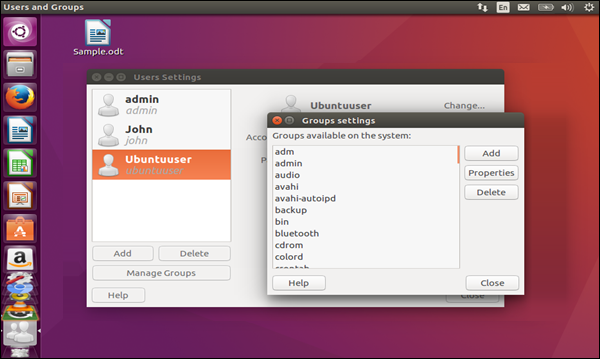 Users and Groups
En
Sample.odt
Users Settings
admin
admin
John
john
Ubuntuuser
ubuntuuser
Add
Delete
Manage Groups
Help
Ubuntuuser
Change...
Acco
P
Close
Groups settings
Groups available on the system:
adm
admin
audio
avahi
avahi-autoipd
backup
bin
bluetooth
cdrom
colord
crontab
Add
Properties
Delete
Help
Close